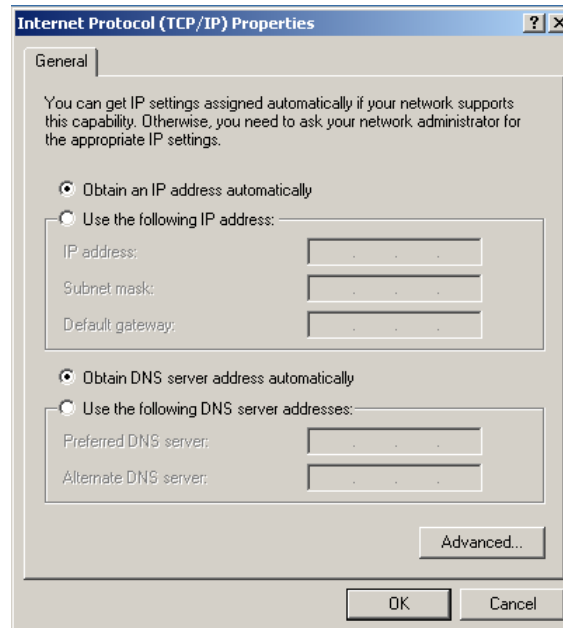 Internet Protocol (TCP/IP) Properties
General
You can get IP settings assigned automatically if your network supports
this capability. Otherwise, you need to ask your network administrator for
the appropriate IP settings.
Obtain an IP address automatically
Use the following IP address:
IP address:
Subnet mask:
Default gateway:
Obtain DNS server address automatically
Use the following DNS server addresses:
Preferred DNS server:
Alternate DNS server:
Advanced...
OK Cancel